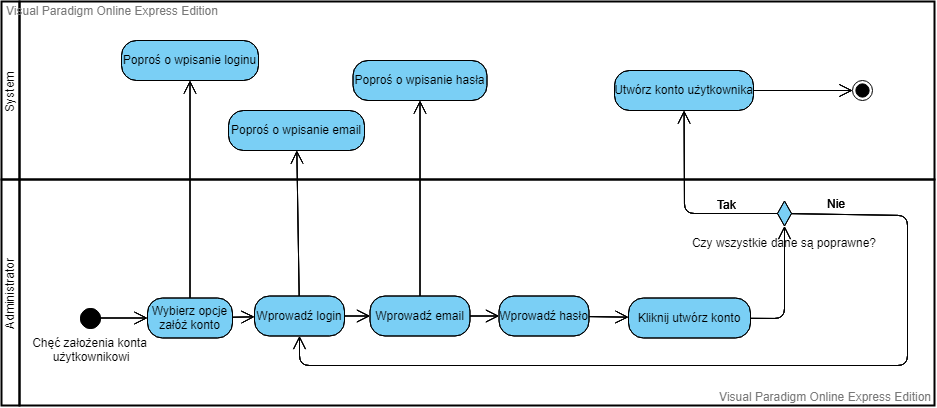 Visual Paradigm Online Express Edition
System
Poproś o wpisanie loginu
Poproś o wpisanie email
Poproś o wpisanie hasła
Utwórz konto użytkownika
Administrator
Tak
Nie
Czy wszystkie dane są poprawne?
Chęć założenia konta
użytkownikowi
Wybierz opcje
załóż konto
Wprowadź login
Wprowadź email
Wprowadź hasło
Kliknij utwórz konto
Visual Paradigm Online Express Edition